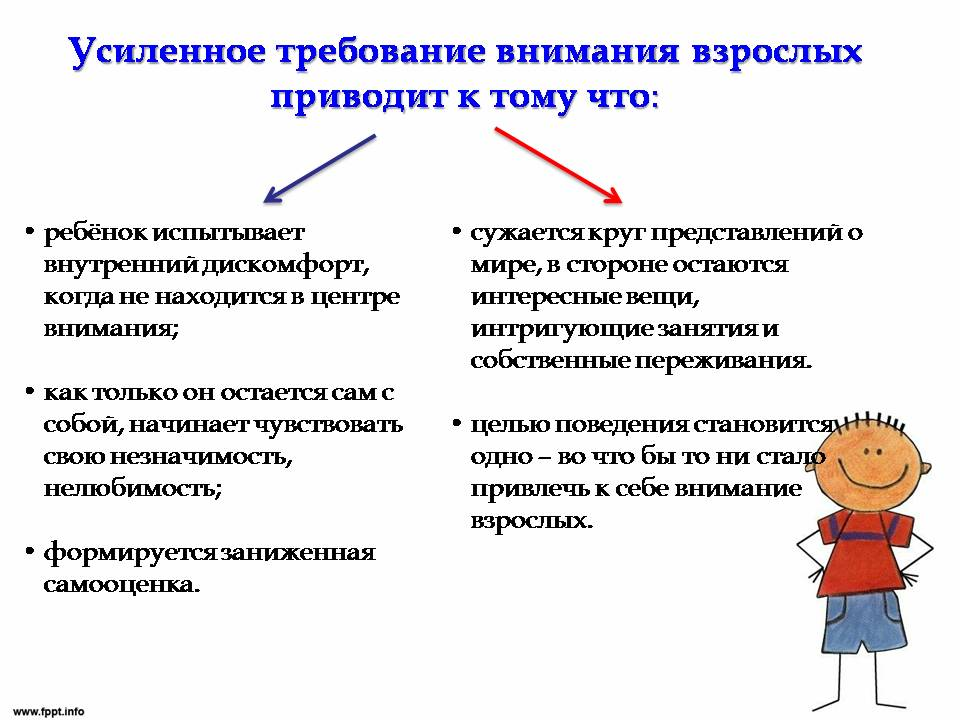 Усиленное требование внимания взрослых
приводит к тому что:
• ребёнок испытывает
внутренний дискомфорт,
когда не находится в центре
внимания;
• как только он остается сам с
собой, начинает чувствовать
свою незначимость,
нелюбимость;
• формируется заниженная
самооценка.
• сужается круг представлений о
мире, в стороне остаются
интересные вещи,
интригующие занятия и
собственные переживания.
• целью поведения становится
одно – во что бы то ни стало
привлечь к себе внимание
взрослых.
www.fppt.info